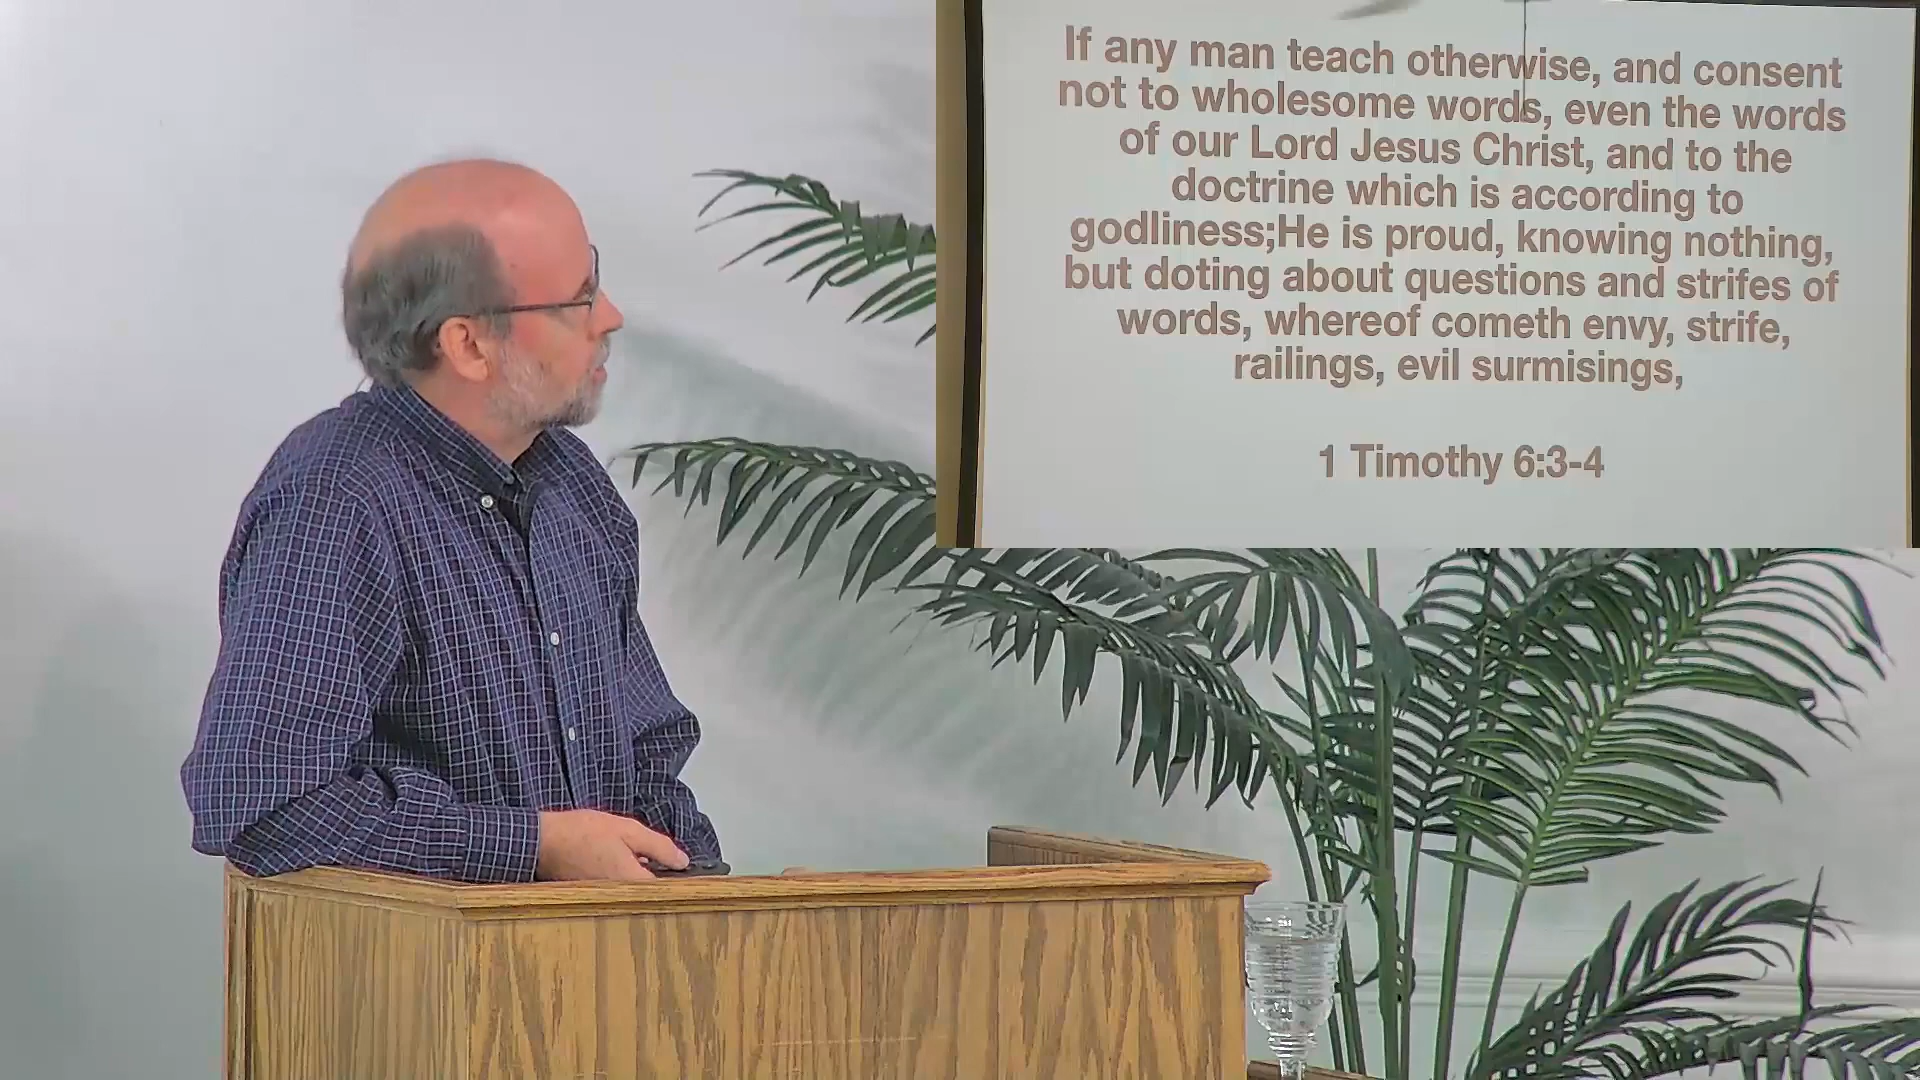 If any man teach otherwise, and consent
not to wholesome words, even the words
of our Lord Jesus Christ, and to the
doctrine which is according to
godliness;He is proud, knowing nothing,
but doting about questions and strifes of
words, whereof cometh envy, strife,
railings, evil surmisings,
1 Timothy 6:3-4